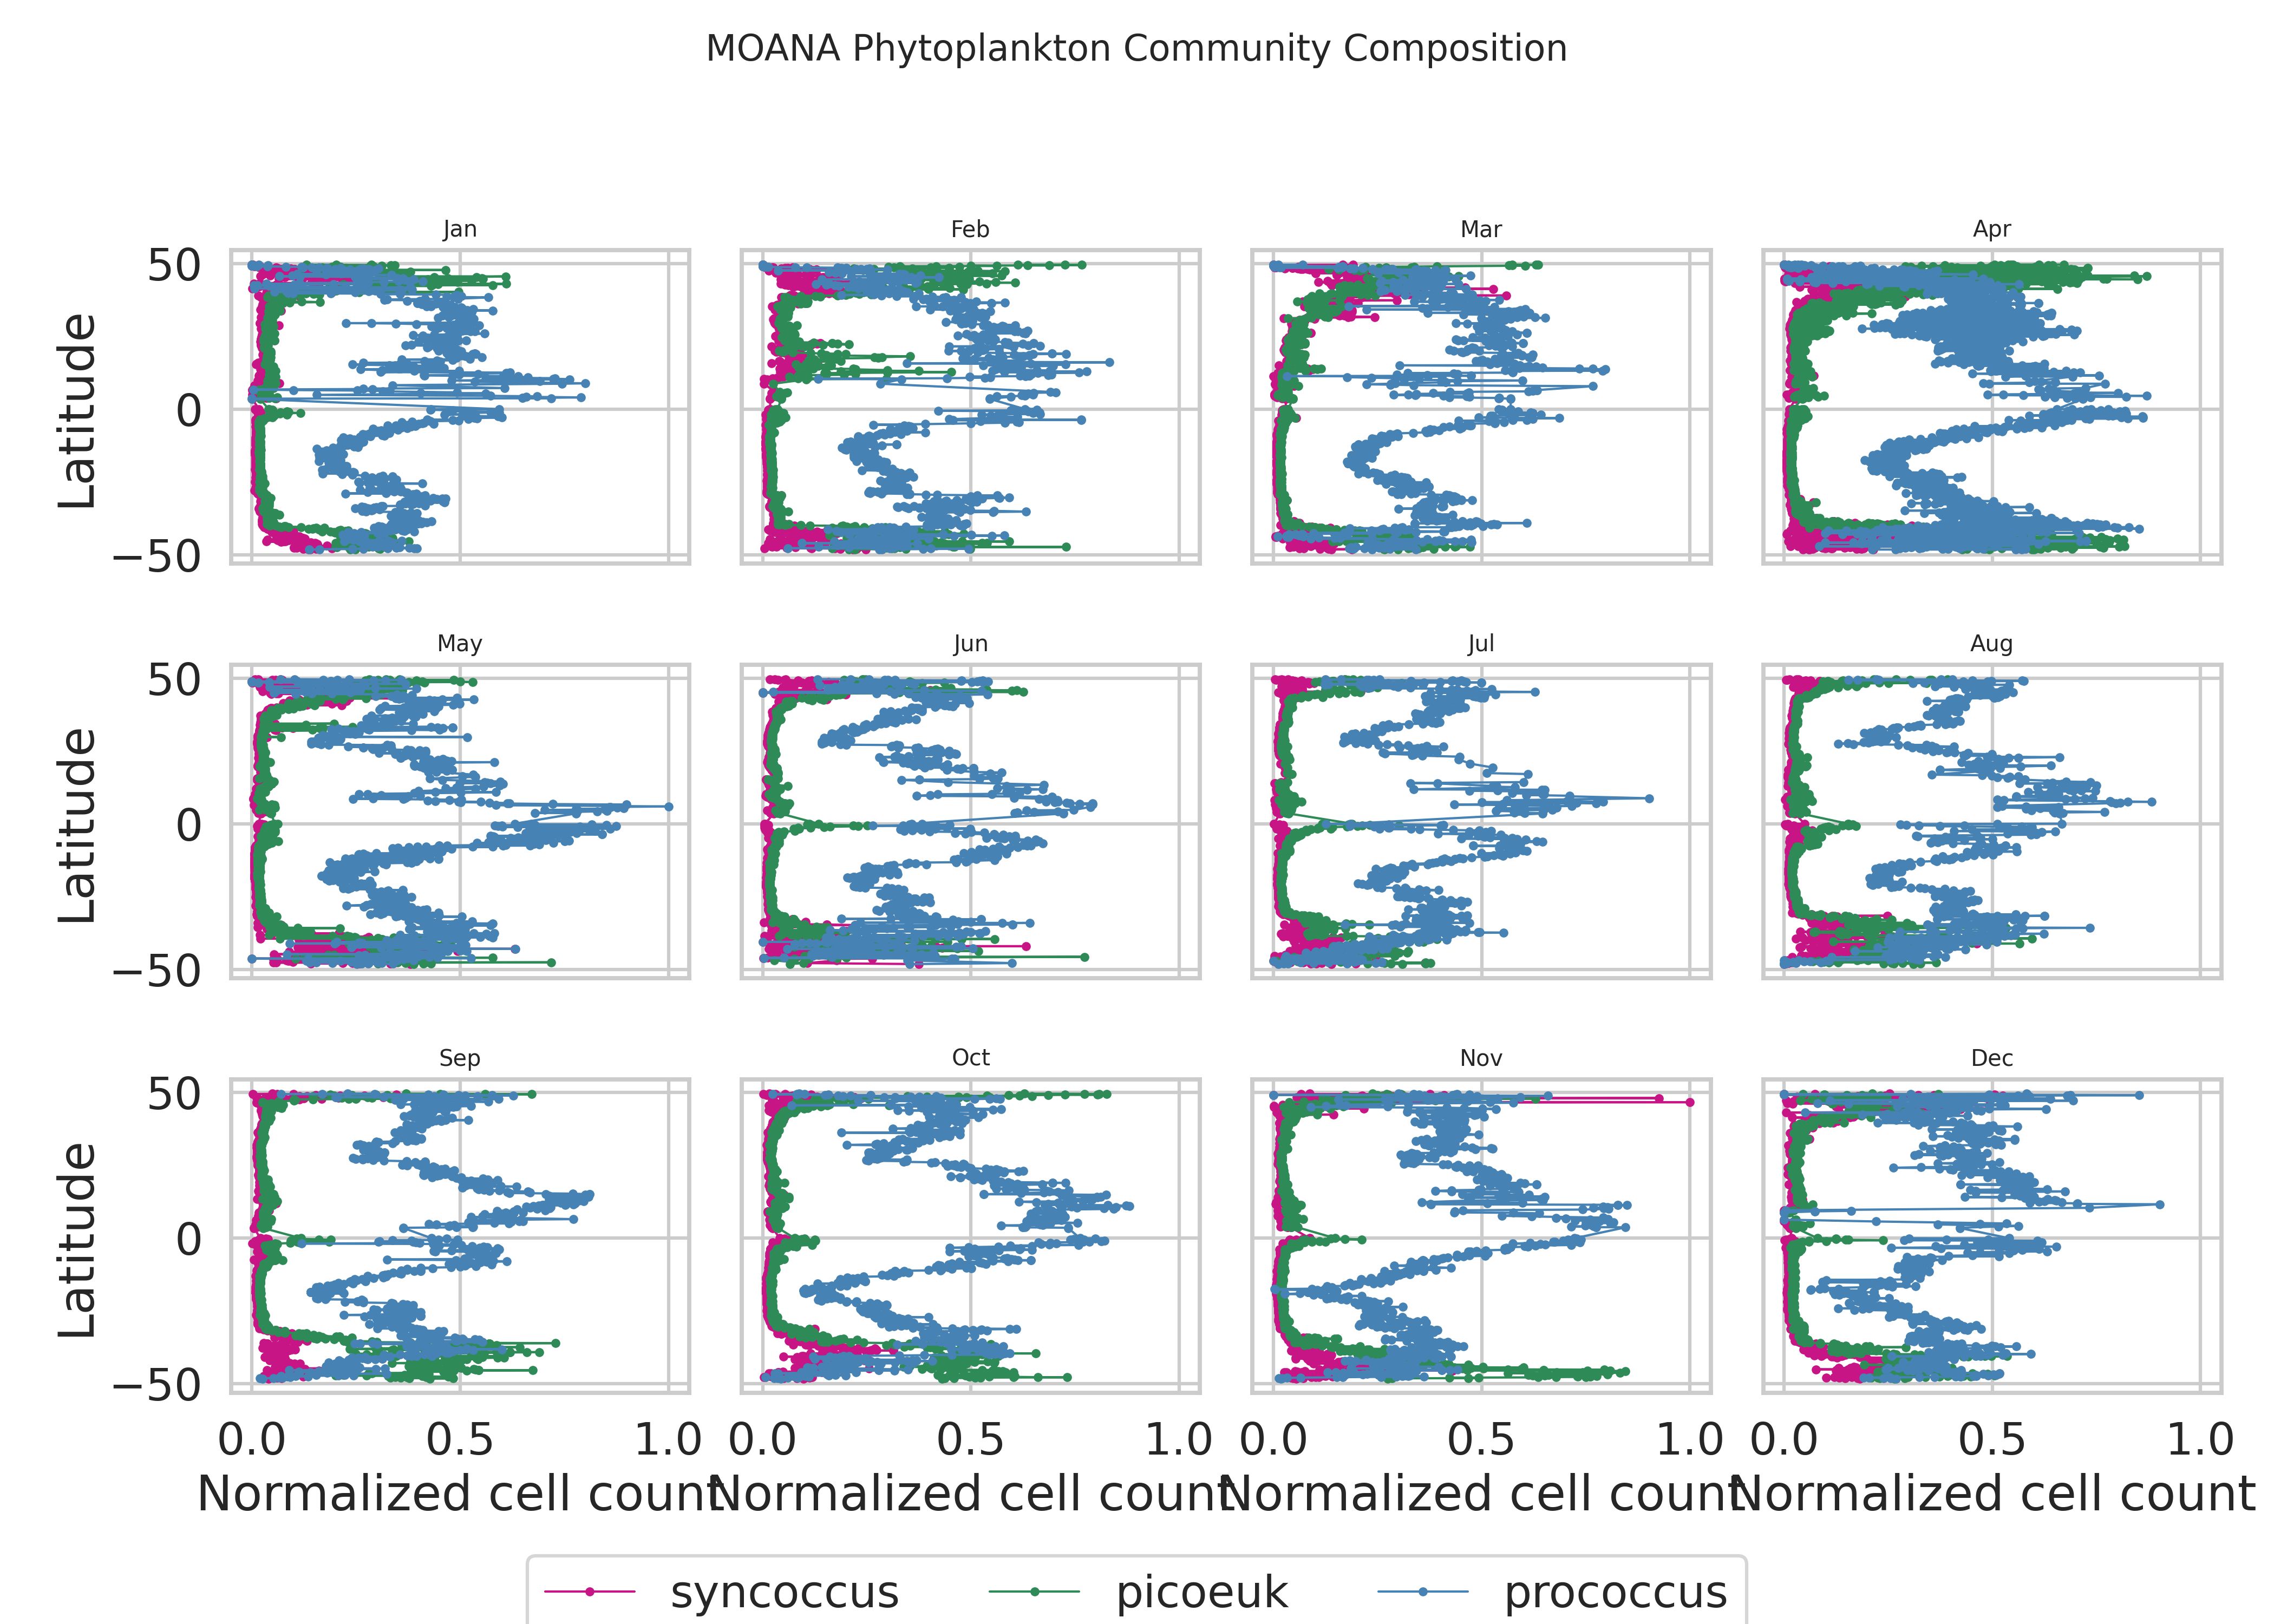 MOANA Phytoplankton Community Composition
Jan Feb Mar Apr
50
0
−50
Latitude
May Jun Jul Aug
50
0
−50
Latitude
Sep Oct Nov Dec
50
0
−50
Latitude
0.0 0.5 1.0 0.0 0.5 1.0 0.0 0.5 1.0 0.0 0.5 1.0
Normalized cell count Normalized cell count Normalized cell count Normalized cell count
syncoccus picoeuk prococcus